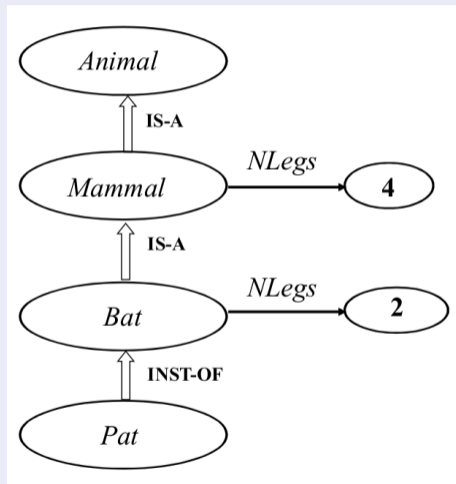 Animal
IS-A
NLegs
Mammal
4
IS-A
NLegs
Bat
2
INST-OF
Pat